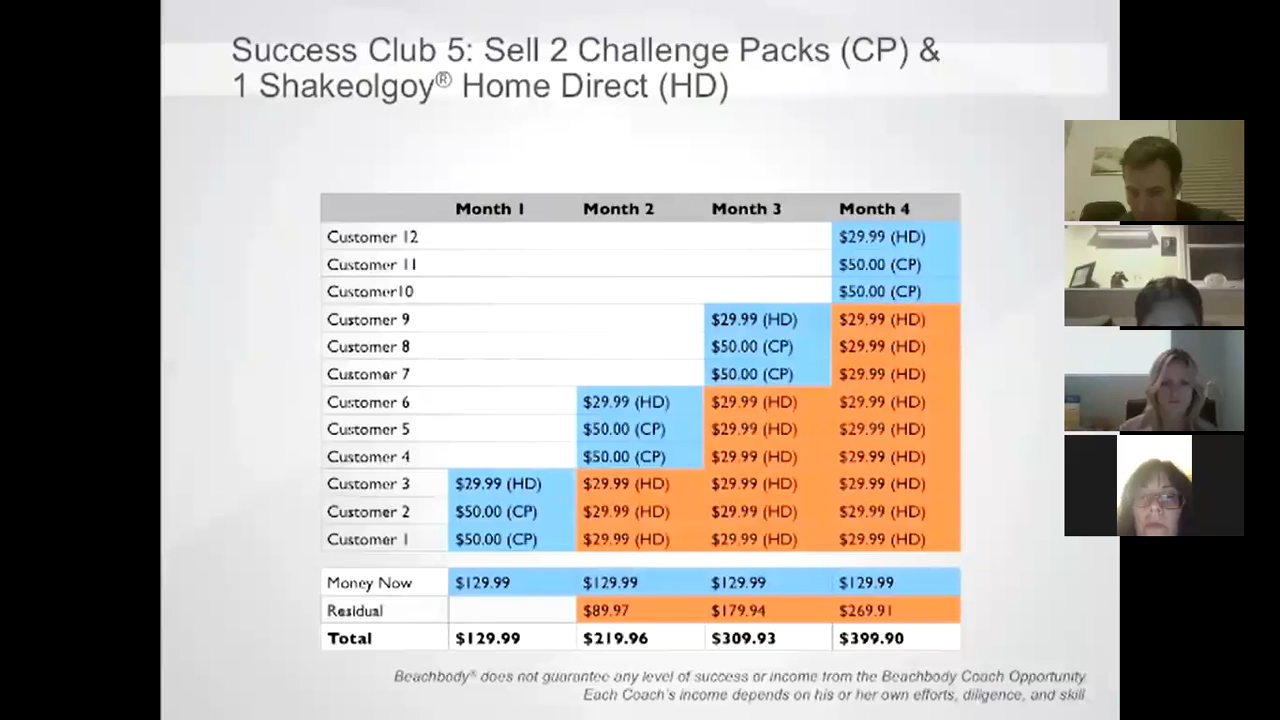 Success Club 5: Sell 2 Challenge Packs (CP) &
1 Shakeolgoy® Home Direct (HD)
Month 1 Month 2 Month 3 Month 4
Customer 12 $29.99 (HD)
Customer 11 $50.00 (CP)
Customer10 $50.00 (CP)
Customer 9 $29.99 (HD) $29.99 (HD)
Customer 8 $50.00 (CP) $29.99 (HD)
Customer 7 $50.00 (CP) $29.99 (HD)
Customer 6 $29.99 (HD) $29.99 (HD) $29.99 (HD)
Customer 5 $50.00 (CP) $29.99 (HD) $29.99 (HD)
Customer 4 $50.00 (CP) $29.99 (HD) $29.99 (HD)
Customer 3 $29.99 (HD) $29.99 (HD) $29.99 (HD) $29.99 (HD)
Customer 2 $50.00 (CP) $29.99 (HD) $29.99 (HD) $29.99 (HD)
Customer 1 $50.00 (CP) $29.99 (HD) $29.99 (HD) $29.99 (HD)
Money Now $129.99 $129.99 $129.99 $129.99
Residual $89.97 $179.94 $269.91
Total $129.99 $219.96 $309.93 $399.90
Beachbody® does not guarantee any level of success or income from the Beachbody Coach Opportunity
Each Coach's income depends on his or her own efforts, diligence, and skill